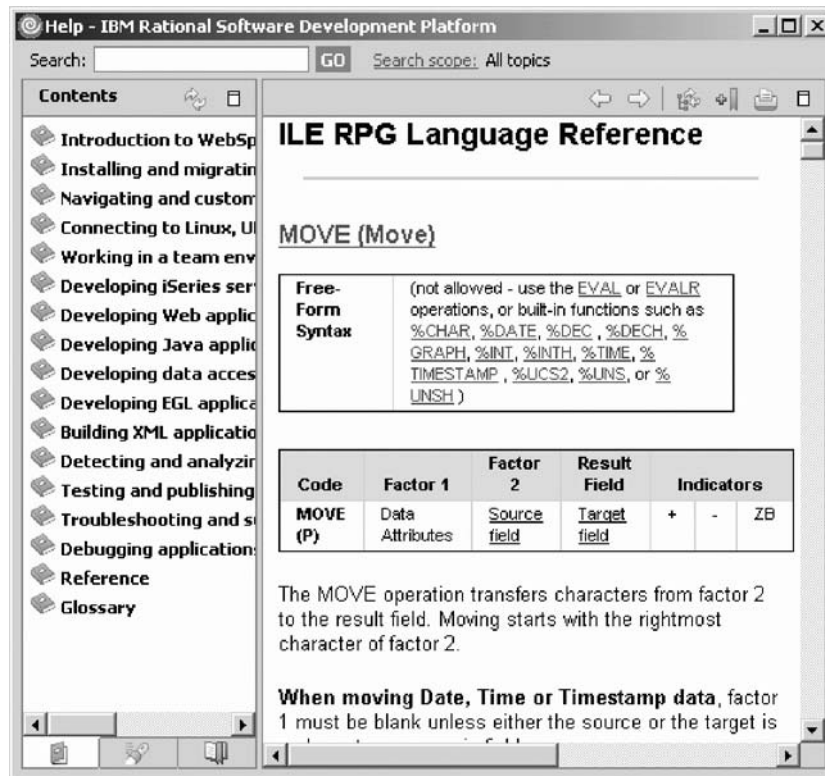 Help - IBM Rational Software Development Platform
Search: GO Search scope: All topics
Contents
Introduction to WebSp
Installing and migratin
Navigating and custom
Connecting to Linux, U
Working in a team env
Developing iSeries ser
Developing Web applic
Developing Java applic
Developing data acces
Developing EGL applica
Building XML applicatio
Detecting and analyzin
Testing and publishing
Troubleshooting and s
Debugging application
Reference
Glossary
ILE RPG Language Reference
MOVE (Move)
Free-
Form
Syntax
(not allowed - use the EVAL or EVALR
operations, or built-in functions such as
%CHAR, %DATE, %DEC , %DECH, %
GRAPH, %INT, %INTH, %TIME, %
TIMESTAMP , %UCS2, %UNS, or %
UNSH )
Code Factor 1 Factor 2 Result Field Indicators
MOVE (P) Data Attributes Source field Target field + - ZB
The MOVE operation transfers characters from factor 2
to the result field. Moving starts with the rightmost
character of factor 2.
When moving Date, Time or Timestamp data, factor
1 must be blank unless either the source or the target is